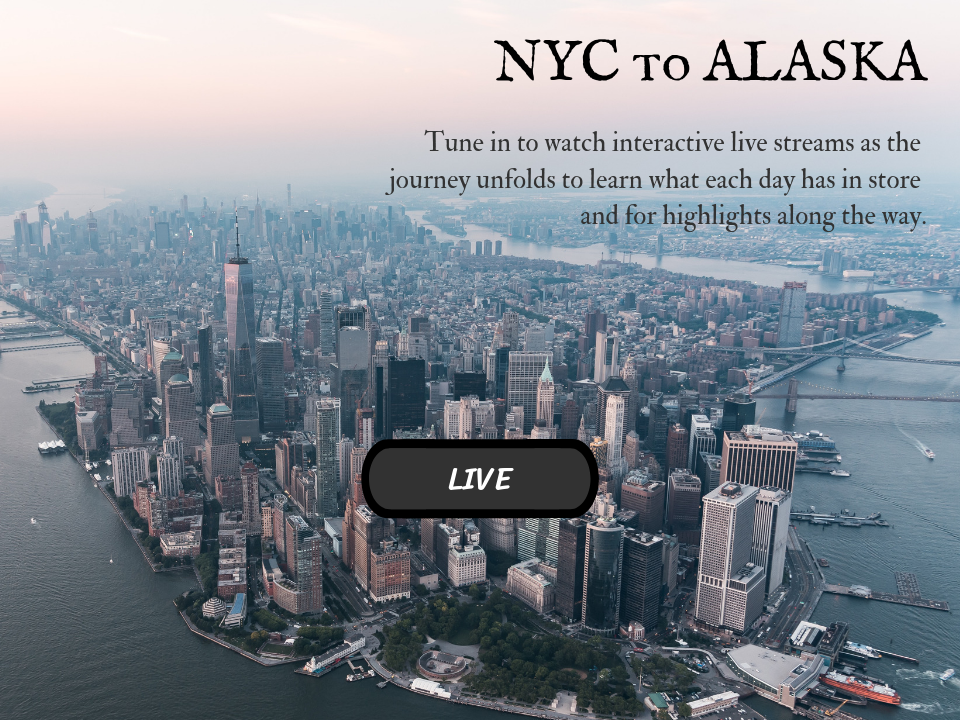 NYC TO ALASKA
Tune in to watch interactive live streams as the
journey unfolds to learn what each day has in store
and for highlights along the way.
LIVE